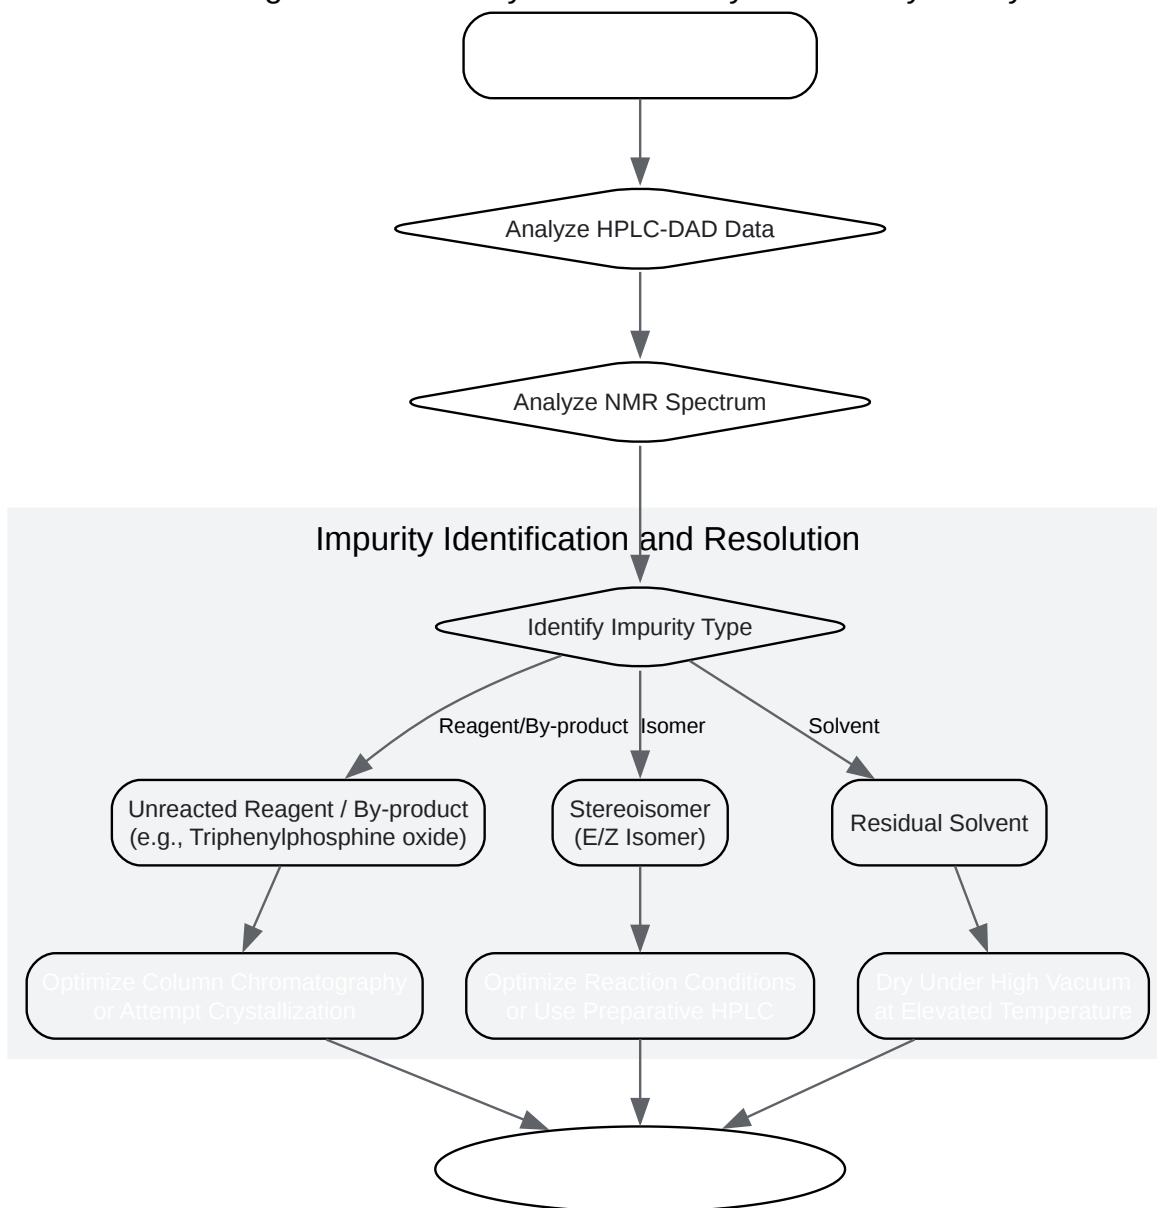 Analyze HPLC-DAD Data
Analyze NMR Spectrum
Impurity Identification and Resolution
Identify Impurity Type
Reagent/By-product
Isomer
Solvent
Unreacted Reagent / By-product
(e.g., Triphenylphosphine oxide)
Stereoisomer
(E/Z Isomer)
Residual Solvent
Optimize Column Chromatography
or Attempt Crystallization
Optimize Reaction Conditions
or Use Preparative HPLC
Dry Under High Vacuum
at Elevated Temperature